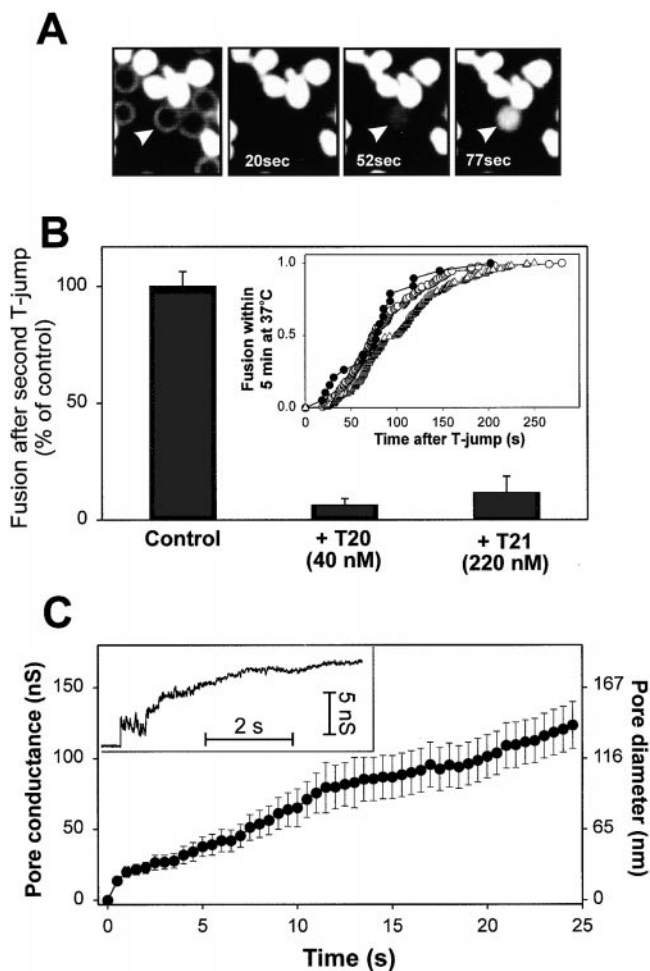 A
20sec
52sec
77sec
B
Fusion after second T-jump
(% of control)
100
50
0
Fusion within
5 min at 37°C
1.0
0.5
0.0
0 50 100 150 200 250
Time after T-jump (s)
Control
+ T20
(40 nM)
+ T21
(220 nM)
C
Pore conductance (nS)
150
100
50
0
5 nS
2 s
167
116
65
0
Pore diameter (nm)
0 5 10 15 20 25
Time (s)